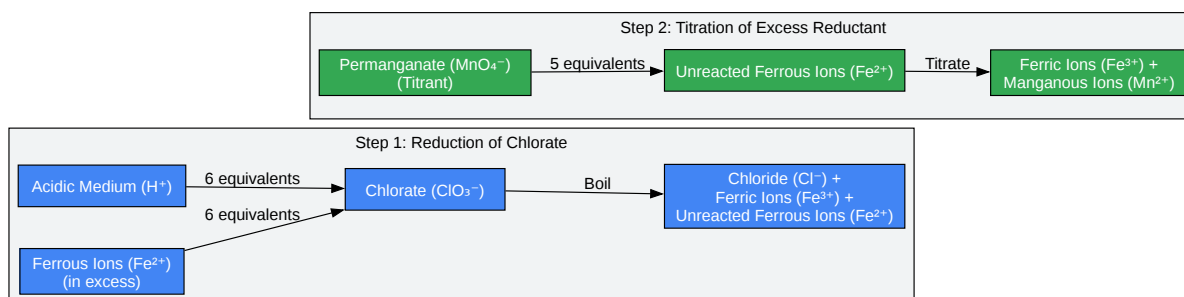 Step 2: Titration of Excess Reductant
Permanganate (MnO₄⁻)
(Titrant)
5 equivalents
Unreacted Ferrous Ions (Fe²⁺)
Titrate
Ferric Ions (Fe³⁺) +
Manganous Ions (Mn²⁺)
Step 1: Reduction of Chlorate
Acidic Medium (H⁺)
6 equivalents
6 equivalents
Chlorate (ClO₃⁻)
Boil
Chloride (Cl⁻) +
Ferric Ions (Fe³⁺) +
Unreacted Ferrous Ions (Fe²⁺)
Ferrous Ions (Fe²⁺)
(in excess)